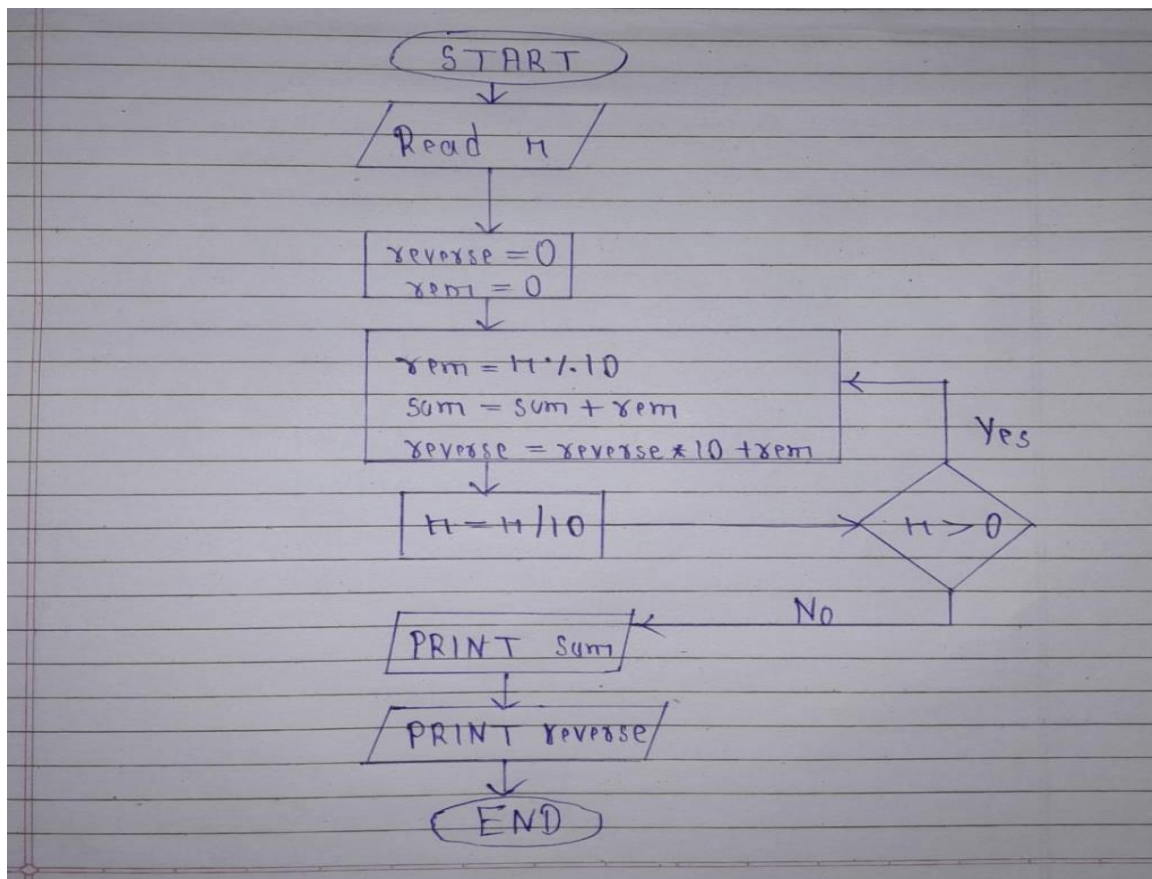 START
Read n
reverse = 0
rem = 0
rem = n % 10
sum = sum + rem
reverse = reverse * 10 + rem
Yes
n = n/10
n > 0
No
PRINT sum
PRINT reverse
END